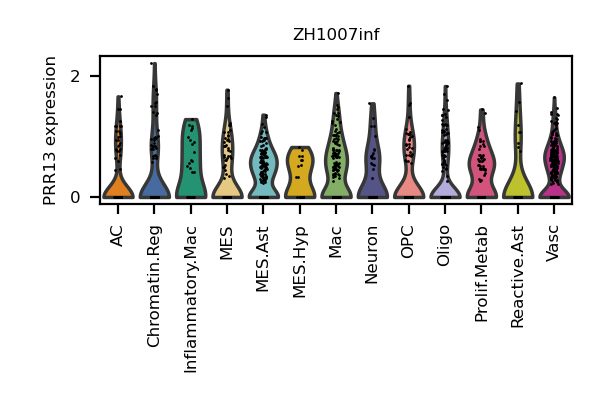 ZH1007inf
PRR13 expression
2
0
AC
Chromatin.Reg
Inflammatory.Mac
MES
MES.Ast
MES.Hyp
Mac
Neuron
OPC
Oligo
Prolif.Metab
Reactive.Ast
Vasc